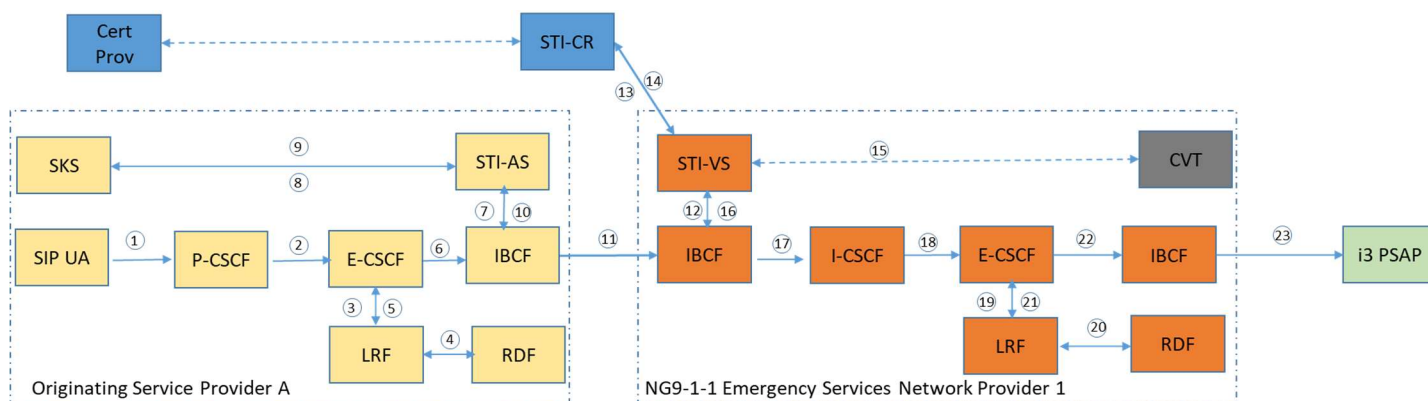 Cert
Prov
STI-CR
⑭
⑬
SKS
⑨
⑧
STI-AS
STI-VS
⑮
CVT
⑦ ⑩
⑫ ⑯
SIP UA
①
P-CSCF
②
E-CSCF
⑥
IBCF
⑪
IBCF
⑰
I-CSCF
⑱
E-CSCF
㉒
IBCF
㉓
i3 PSAP
③ ⑤
⑲ ㉑
LRF
④
RDF
LRF
⑳
RDF
Originating Service Provider A
NG9-1-1 Emergency Services Network Provider 1